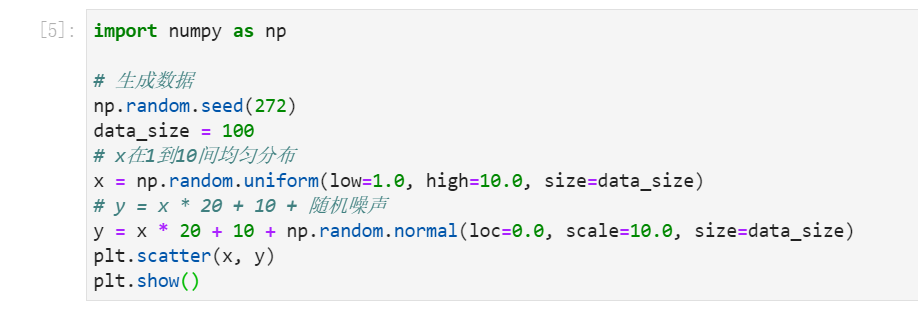 [5]:
import numpy as np
# 生成数据
np.random.seed(272)
data_size = 100
# x在1到10间均匀分布
x = np.random.uniform(low=1.0, high=10.0, size=data_size)
# y = x * 20 + 10 + 随机噪声
y = x * 20 + 10 + np.random.normal(loc=0.0, scale=10.0, size=data_size)
plt.scatter(x, y)
plt.show()